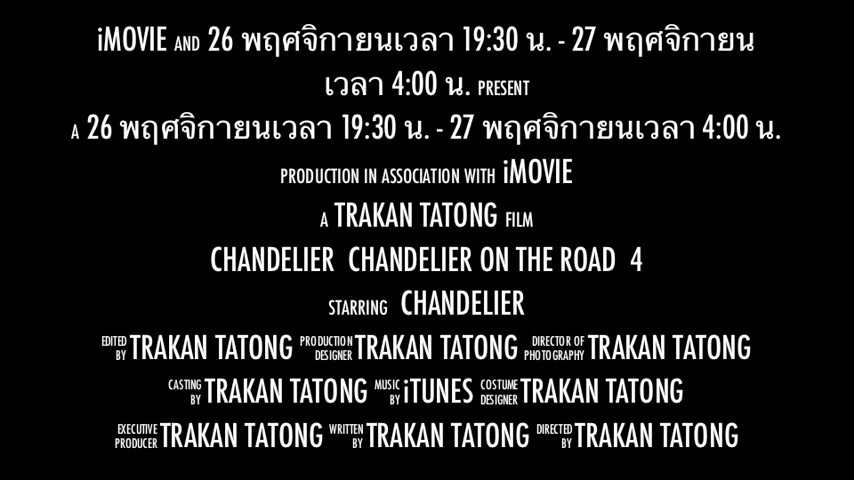 iMOVIE AND 26 พฤศจิกายนเวลา 19:30 น. - 27 พฤศจิกายน
เวลา 4:00 น. PRESENT
A 26 พฤศจิกายนเวลา 19:30 น. - 27 พฤศจิกายนเวลา 4:00 น.
PRODUCTION IN ASSOCIATION WITH iMOVIE
A TRAKAN TATONG FILM
CHANDELIER CHANDELIER ON THE ROAD 4
STARRING CHANDELIER
EDITED BY TRAKAN TATONG PRODUCTION DESIGNER TRAKAN TATONG DIRECTOR OF PHOTOGRAPHY TRAKAN TATONG
CASTING BY TRAKAN TATONG MUSIC BY iTUNES COSTUME DESIGNER TRAKAN TATONG
EXECUTIVE PRODUCER TRAKAN TATONG WRITTEN BY TRAKAN TATONG DIRECTED BY TRAKAN TATONG